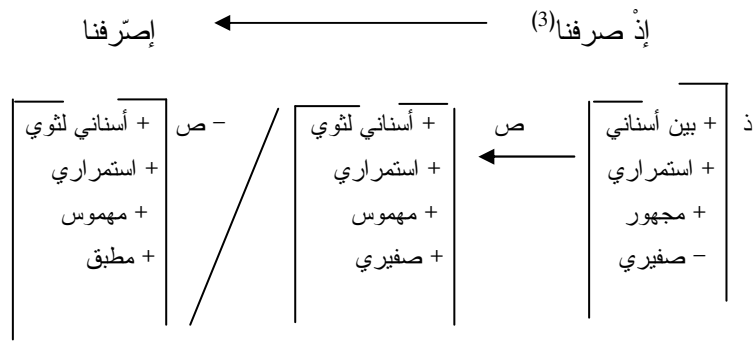 إذْ صرفنا(3) إصّرفنا
ذ + بين أسناني ص + أسناني لثوي – ص + أسناني لثوي
+ استمراري + استمراري + استمراري
+ مجهور + مهموس + مهموس
– صفيري + صفيري + مطبق